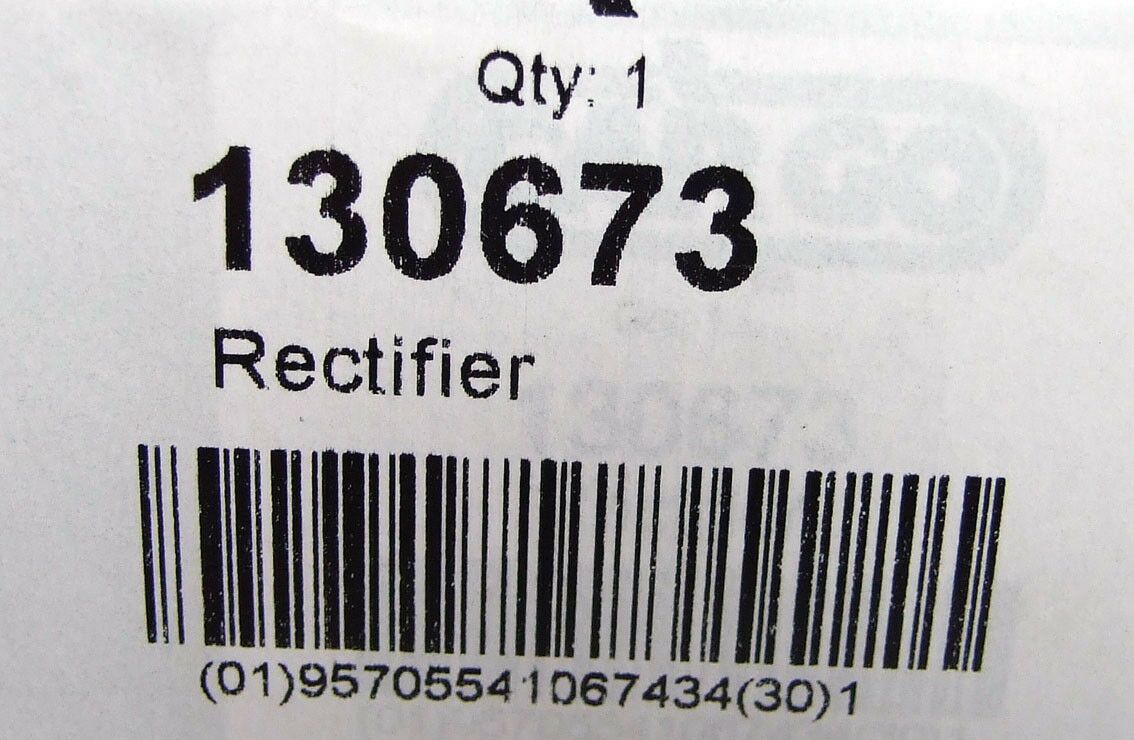 Qty: 1
130673
Rectifier
(01)95705541067434(30)1